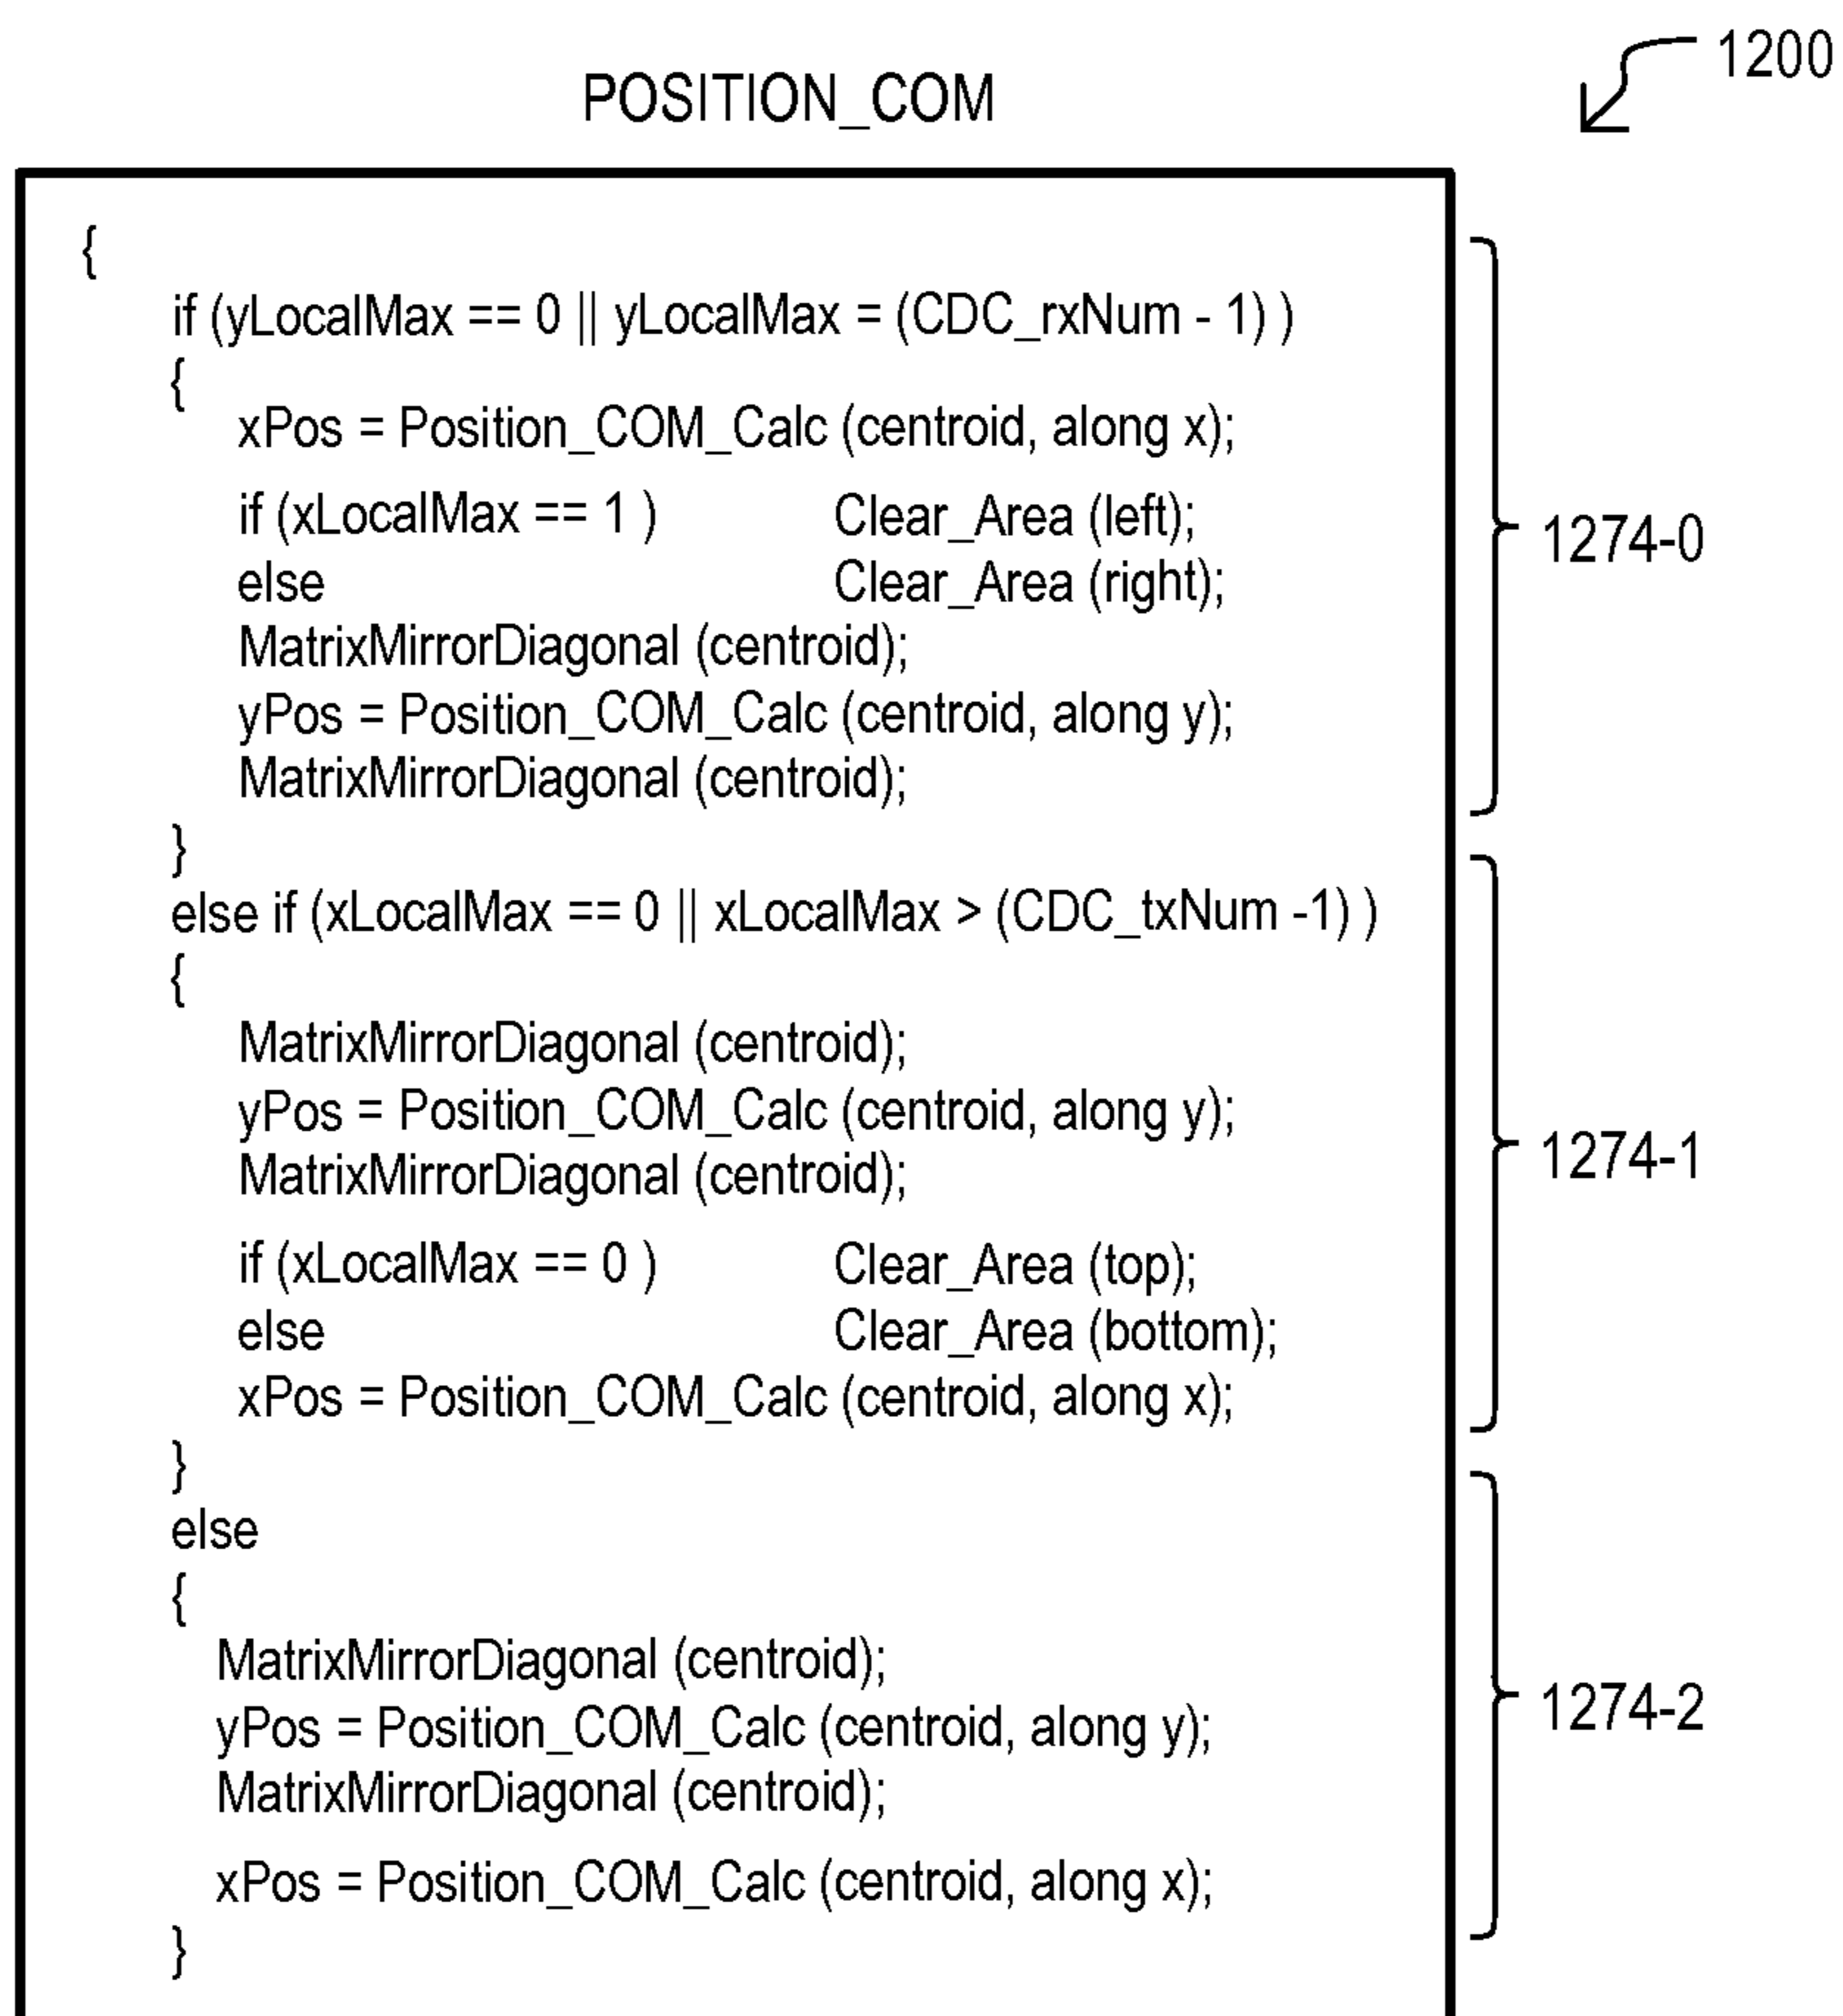 1200
POSITION_COM
{
if (yLocalMax == 0 || yLocalMax = (CDC_rxNum - 1) )
{
xPos = Position_COM_Calc (centroid, along x);
if (xLocalMax == 1 ) Clear_Area (left);
else Clear_Area (right);
1274-0
MatrixMirrorDiagonal (centroid);
yPos = Position_COM_Calc (centroid, along y);
MatrixMirrorDiagonal (centroid);
}
else if (xLocalMax == 0 || xLocalMax > (CDC_txNum -1) )
{
MatrixMirrorDiagonal (centroid);
yPos = Position_COM_Calc (centroid, along y);
1274-1
MatrixMirrorDiagonal (centroid);
if (xLocalMax == 0 ) Clear_Area (top);
else Clear_Area (bottom);
xPos = Position_COM_Calc (centroid, along x);
}
else
{
MatrixMirrorDiagonal (centroid);
1274-2
yPos = Position_COM_Calc (centroid, along y);
MatrixMirrorDiagonal (centroid);
xPos = Position_COM_Calc (centroid, along x);
}